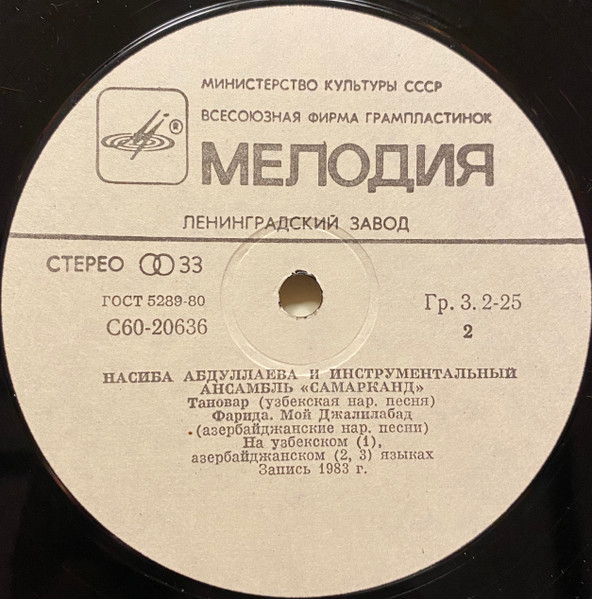 МИНИСТЕРСТВО КУЛЬТУРЫ СССР
ВСЕСОЮЗНАЯ ФИРМА ГРАМПЛАСТИНОК
®
МЕЛОДИЯ
ЛЕНИНГРАДСКИЙ ЗАВОД
СТЕРЕО 33
ГОСТ 5289-80
Гр. 3. 2-25
С60-20636
2
НАСИБА АБДУЛЛАЕВА И ИНСТРУМЕНТАЛЬНЫЙ
АНСАМБЛЬ «САМАРКАНД»
Тановар (узбекская нар. песня)
Фарида. Мой Джалилабад
(азербайджанские нар. песни)
На узбекском (1),
азербайджанском (2, 3) языках
Запись 1983 г.